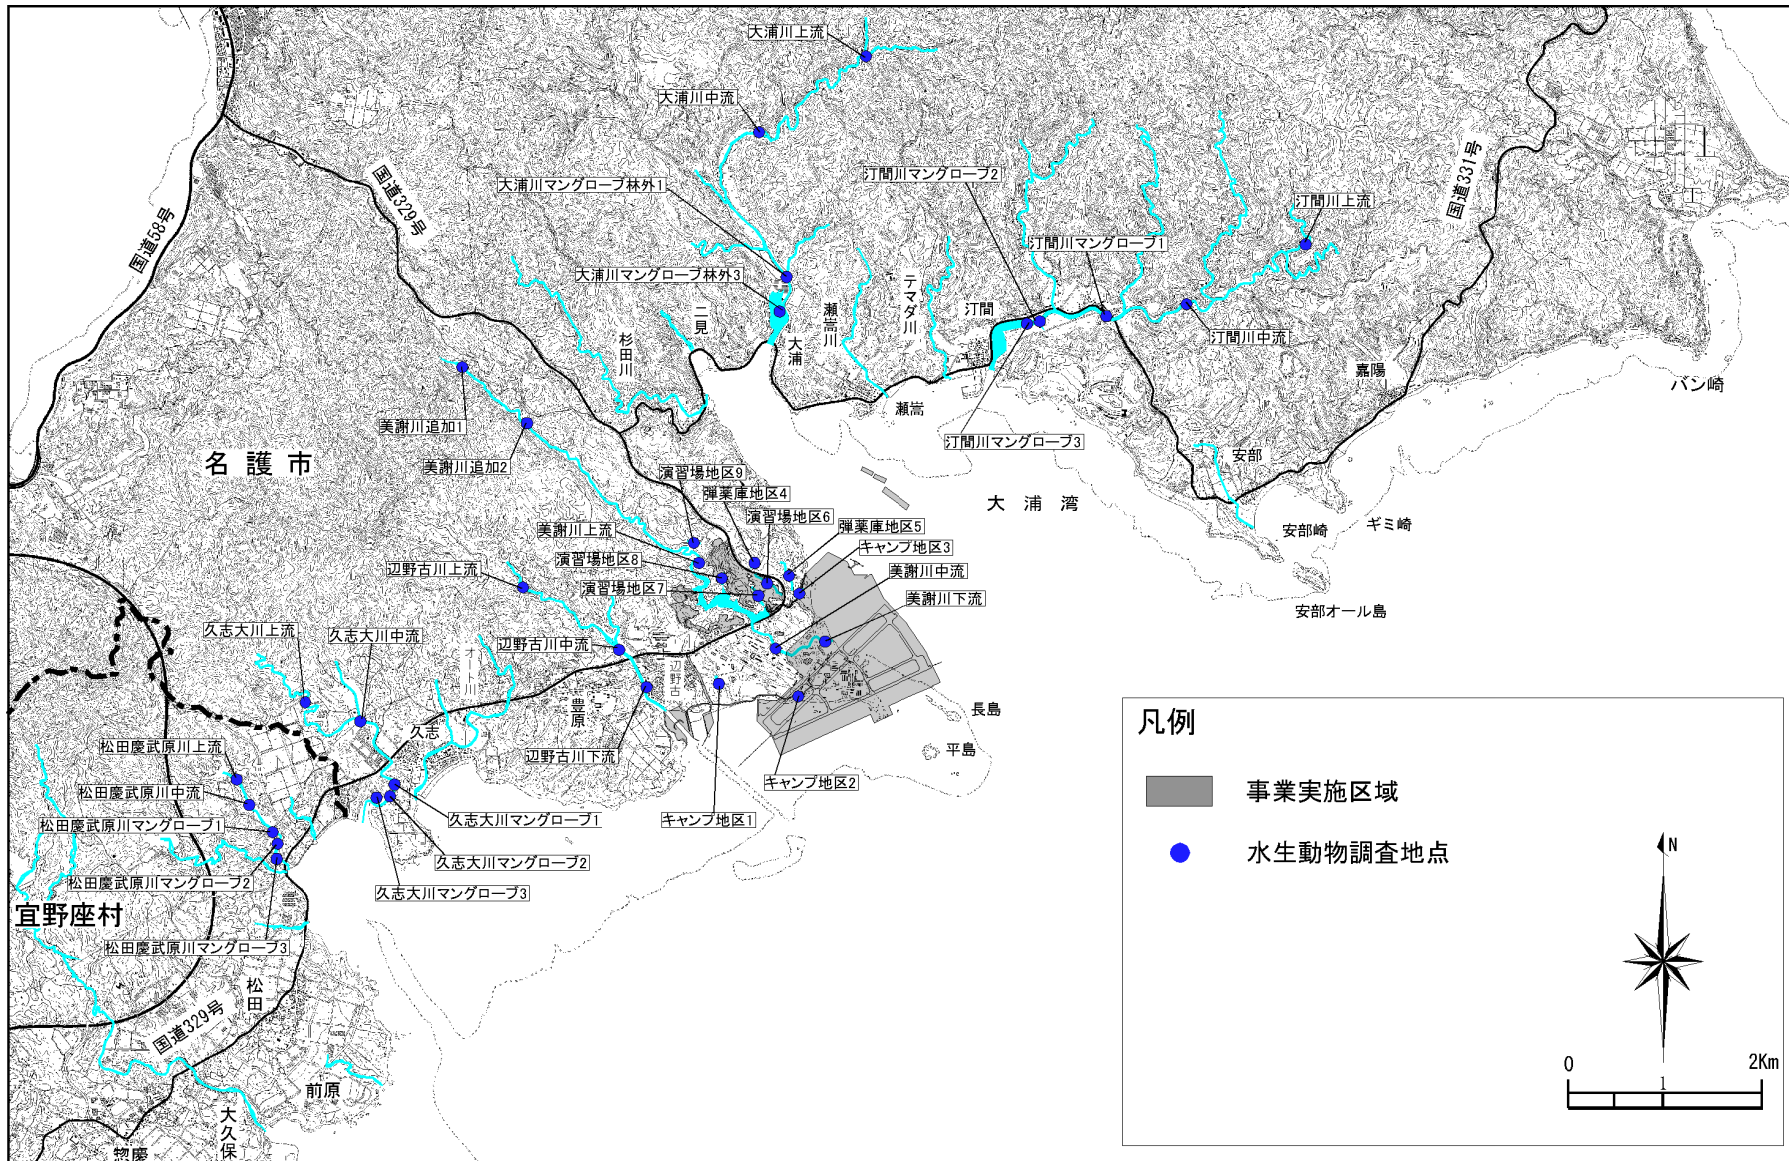 大浦川上流
大浦川中流
国道329号
国道58号
大浦川マングローブ林外1
汀間川マングローブ2
国道331号
汀間川上流
汀間川マングローブ1
大浦川マングローブ林外3
二見
杉田川
大浦
瀬嵩川
テマダ川
汀間
汀間川中流
嘉陽
バン崎
瀬嵩
美謝川追加1
美謝川追加2
汀間川マングローブ3
安部
名護市
演習場地区9
弾薬庫地区4
演習場地区6
大浦湾
弾薬庫地区5
安部崎
ギミ崎
美謝川上流
キャンプ地区3
演習場地区8
美謝川中流
辺野古川上流
演習場地区7
美謝川下流
安部オール島
久志大川上流
久志大川中流
辺野古川中流
オート川
辺野古
豊原
久志
長島
平島
松田慶武原川上流
辺野古川下流
キャンプ地区2
松田慶武原川中流
キャンプ地区1
久志大川マングローブ1
松田慶武原川マングローブ1
久志大川マングローブ2
松田慶武原川マングローブ2
久志大川マングローブ3
宜野座村
松田慶武原川マングローブ3
松田
国道329号
前原
大久保
惣慶
凡例
事業実施区域
水生動物調査地点
N
0
1
2Km